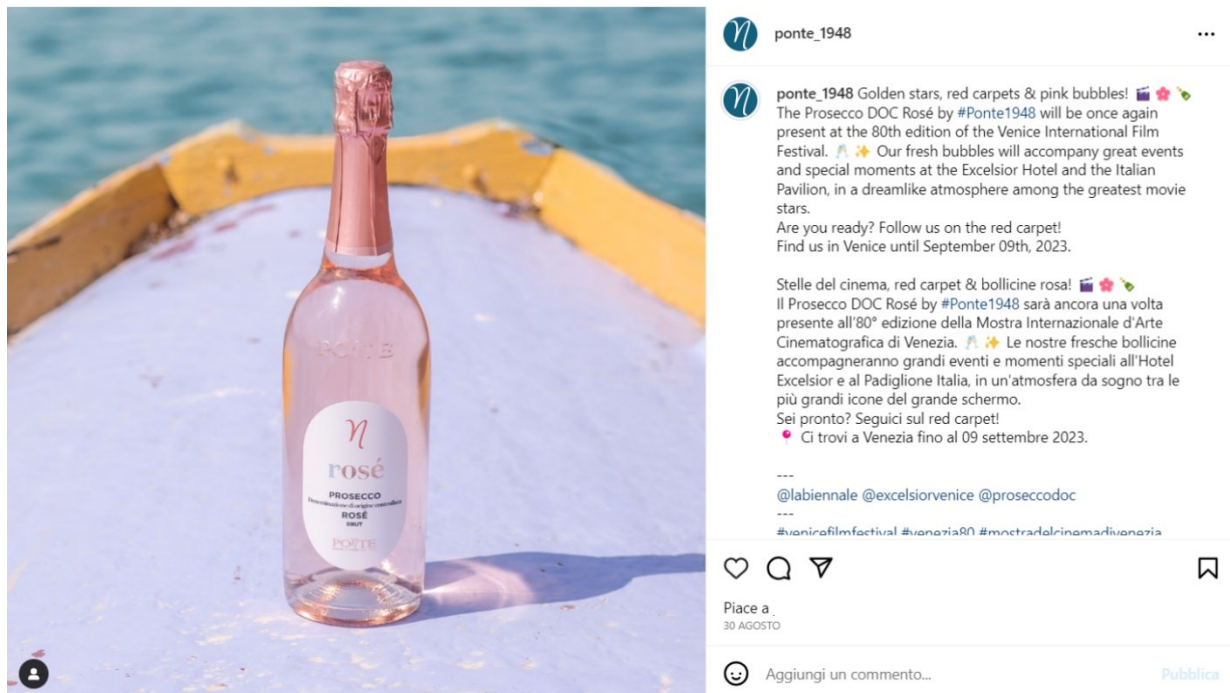 PONTE
rosé
PROSECCO
Denominazione di origine controllata
ROSÉ
BRUT
PONTE
ponte_1948
ponte_1948 Golden stars, red carpets & pink bubbles! 🎬 🌸 🍾
The Prosecco DOC Rosé by #Ponte1948 will be once again
present at the 80th edition of the Venice International Film
Festival. 🥂 ✨ Our fresh bubbles will accompany great events
and special moments at the Excelsior Hotel and the Italian
Pavilion, in a dreamlike atmosphere among the greatest movie
stars.
Are you ready? Follow us on the red carpet!
Find us in Venice until September 09th, 2023.
Stelle del cinema, red carpet & bollicine rosa! 🎬 🌸 🍾
Il Prosecco DOC Rosé by #Ponte1948 sarà ancora una volta
presente all'80° edizione della Mostra Internazionale d'Arte
Cinematografica di Venezia. 🥂 ✨ Le nostre fresche bollicine
accompagneranno grandi eventi e momenti speciali all'Hotel
Excelsior e al Padiglione Italia, in un'atmosfera da sogno tra le
più grandi icone del grande schermo.
Sei pronto? Seguici sul red carpet!
📍 Ci trovi a Venezia fino al 09 settembre 2023.
---
@labiennale @excelsiorvenice @proseccodoc
---
#venicefilmfestival #venezia80 #mostradelcinemadivenezia
Piace a
30 AGOSTO
Aggiungi un commento...
Pubblica